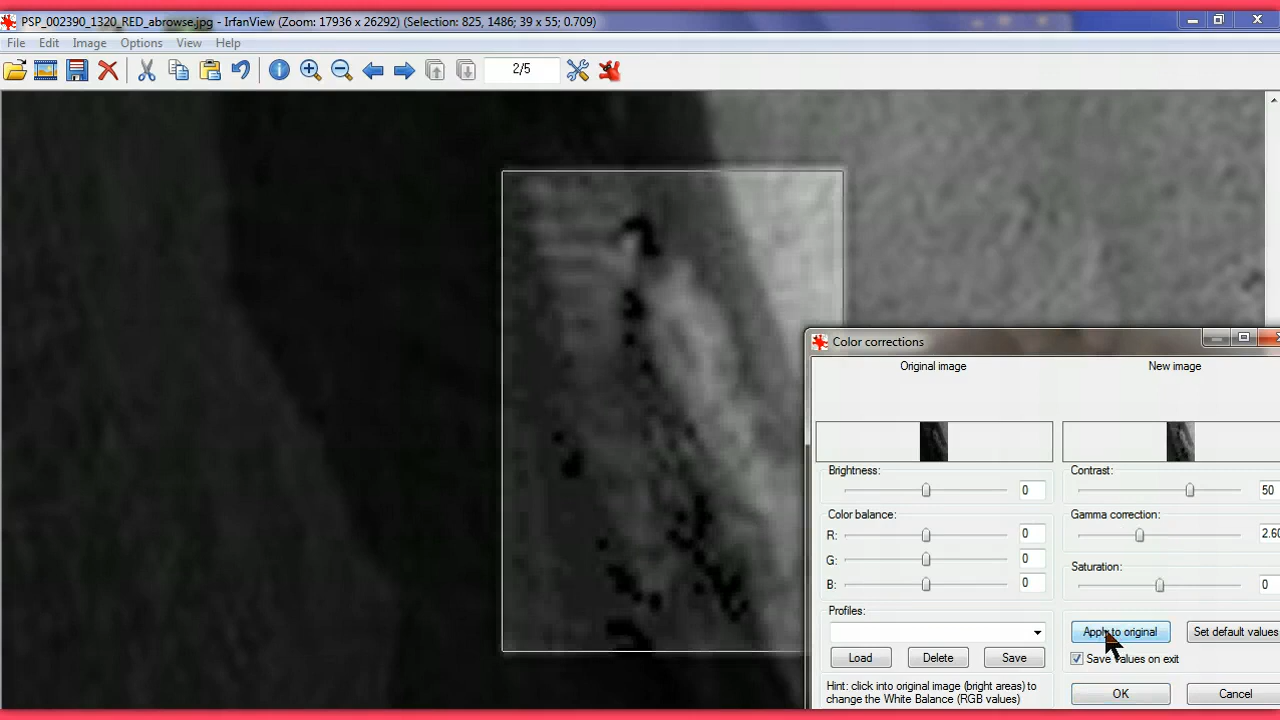 PSP_002390_1320_RED_abrowse.jpg - IrfanView (Zoom: 17936 x 26292) (Selection: 825, 1486; 39 x 55; 0.709)
File Edit Image Options View Help
2/5
Color corrections
Original image New image
Brightness: 0 Contrast: 50
Color balance: Gamma correction: 2.60
R: 0
G: 0 Saturation: 0
B: 0
Profiles:
Apply to original Set default values
Load Delete Save Save values on exit
Hint: click into original image (bright areas) to
change the White Balance (RGB values)
OK Cancel